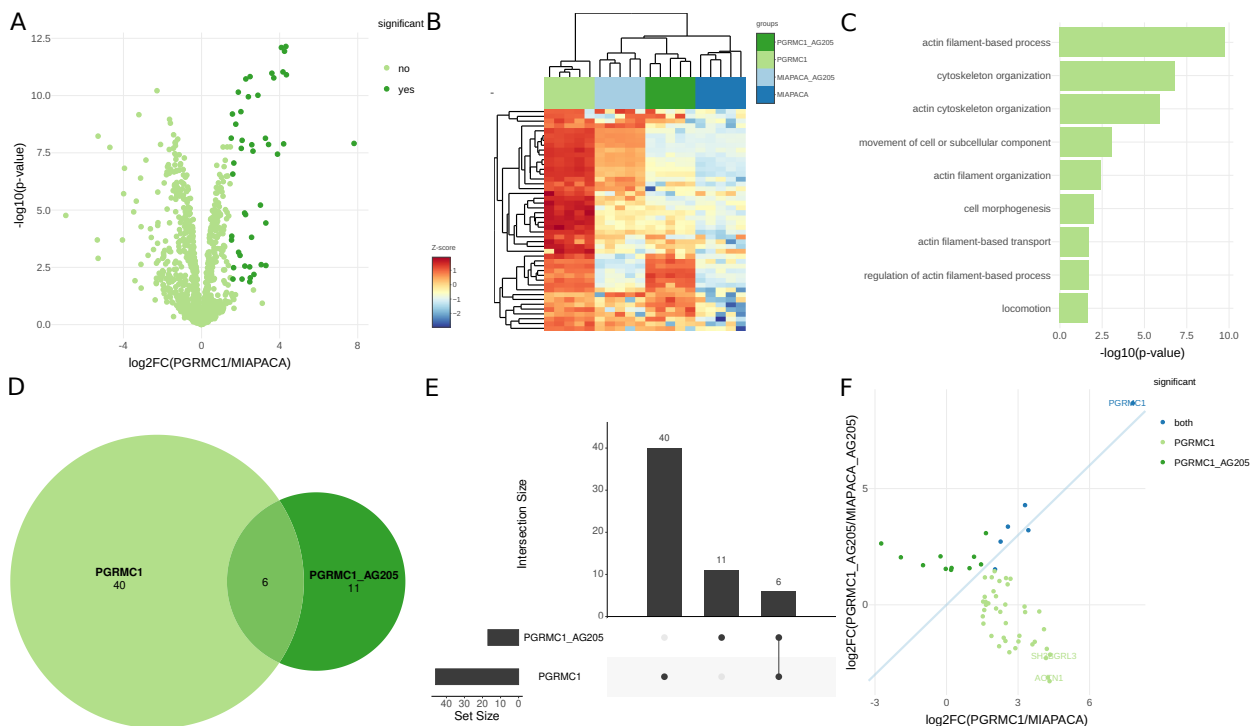 A
significant
no
yes
12.5
10.0
7.5
5.0
2.5
0.0
-log10(p-value)
-4
0
4
8
log2FC(PGRMC1/MIAPACA)
B
groups
PGRMC1_AG205
PGRMC1
MIAPACA_AG205
MIAPACA
-
Z-score
1
0
−1
−2
C
actin filament-based process
cytoskeleton organization
actin cytoskeleton organization
movement of cell or subcellular component
actin filament organization
cell morphogenesis
actin filament-based transport
regulation of actin filament-based process
locomotion
0.0
2.5
5.0
7.5
10.0
-log10(p-value)
D
PGRMC1
40
6
PGRMC1_AG205
11
E
Intersection Size
40
30
20
10
0
40
11
6
PGRMC1_AG205
PGRMC1
40 30 20 10 0
Set Size
F
significant
both
PGRMC1
PGRMC1_AG205
PGRMC1
log2FC(PGRMC1_AG205/MIAPACA_AG205)
5
0
SH3BGRL3
ACTN1
-3
0
3
6
log2FC(PGRMC1/MIAPACA)